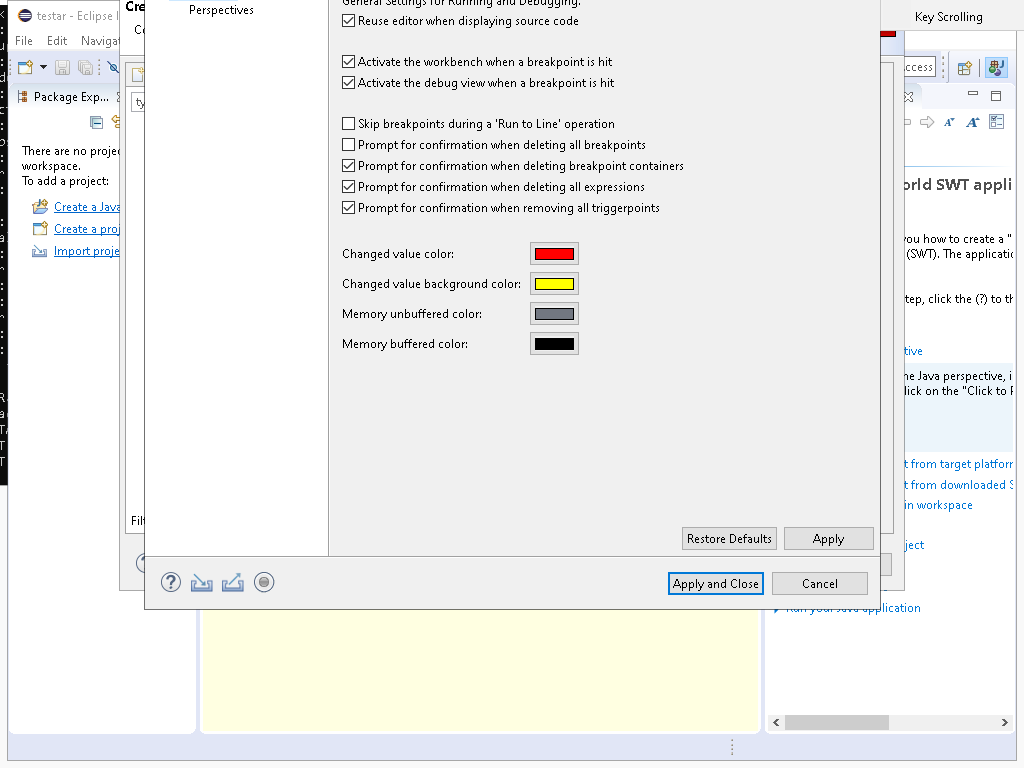 testar - Eclipse I
Cre
Perspectives
General Settings for Running and Debugging.
Key Scrolling
File Edit Navigat
Reuse editor when displaying source code
Activate the workbench when a breakpoint is hit
ccess
Activate the debug view when a breakpoint is hit
Package Exp...
ty
Skip breakpoints during a 'Run to Line' operation
Prompt for confirmation when deleting all breakpoints
There are no projec
workspace.
To add a project:
Prompt for confirmation when deleting breakpoint containers
Prompt for confirmation when deleting all expressions
Prompt for confirmation when removing all triggerpoints
orld SWT appli
Create a Java
Create a proj
Import proje
Changed value color:
you how to create a "
(SWT). The applicatio
Changed value background color:
tep, click the (?) to th
Memory unbuffered color:
Memory buffered color:
tive
he Java perspective, i
lick on the "Click to P
t from target platform
t from downloaded S
in workspace
Filt
Restore Defaults
Apply
ject
Apply and Close
Cancel
Run your Java application